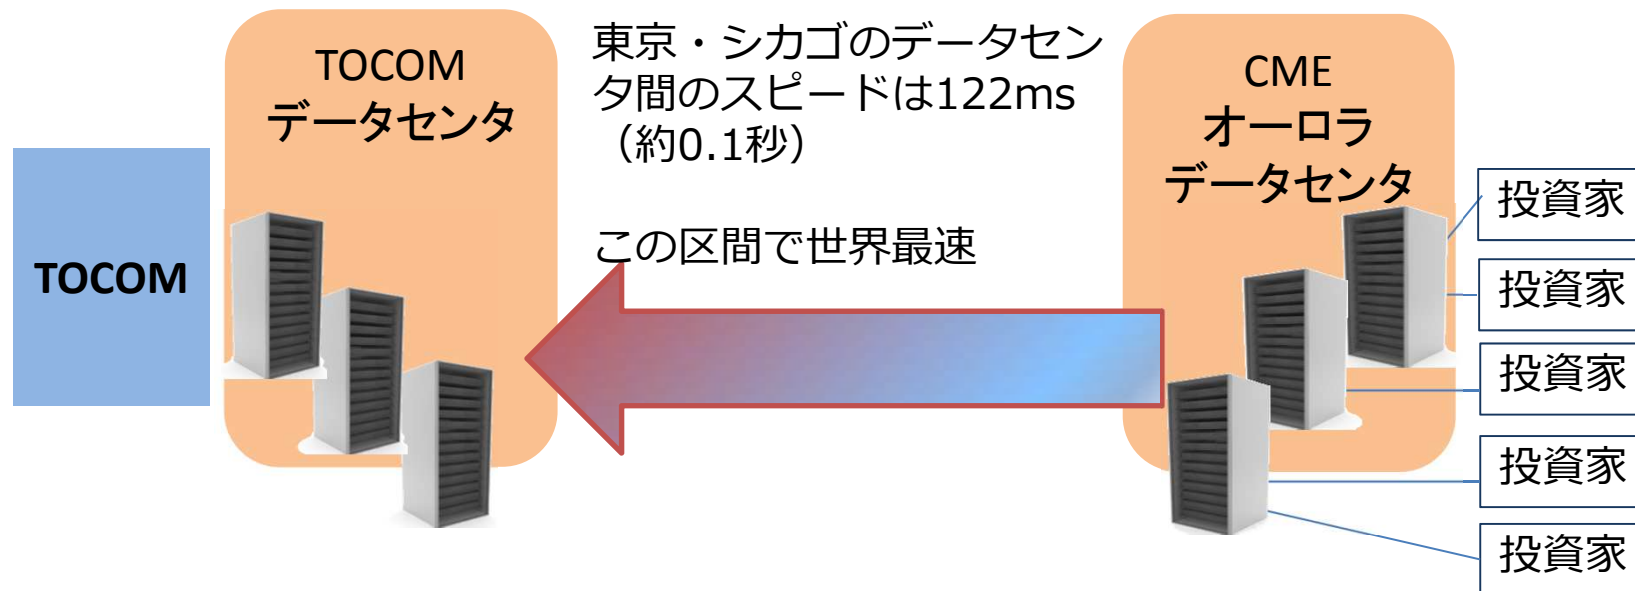 TOCOM
TOCOM
データセンタ
東京・シカゴのデータセン
タ間のスピードは122ms
（約0.1秒）
この区間で世界最速
CME
オーロラ
データセンタ
投資家
投資家
投資家
投資家
投資家